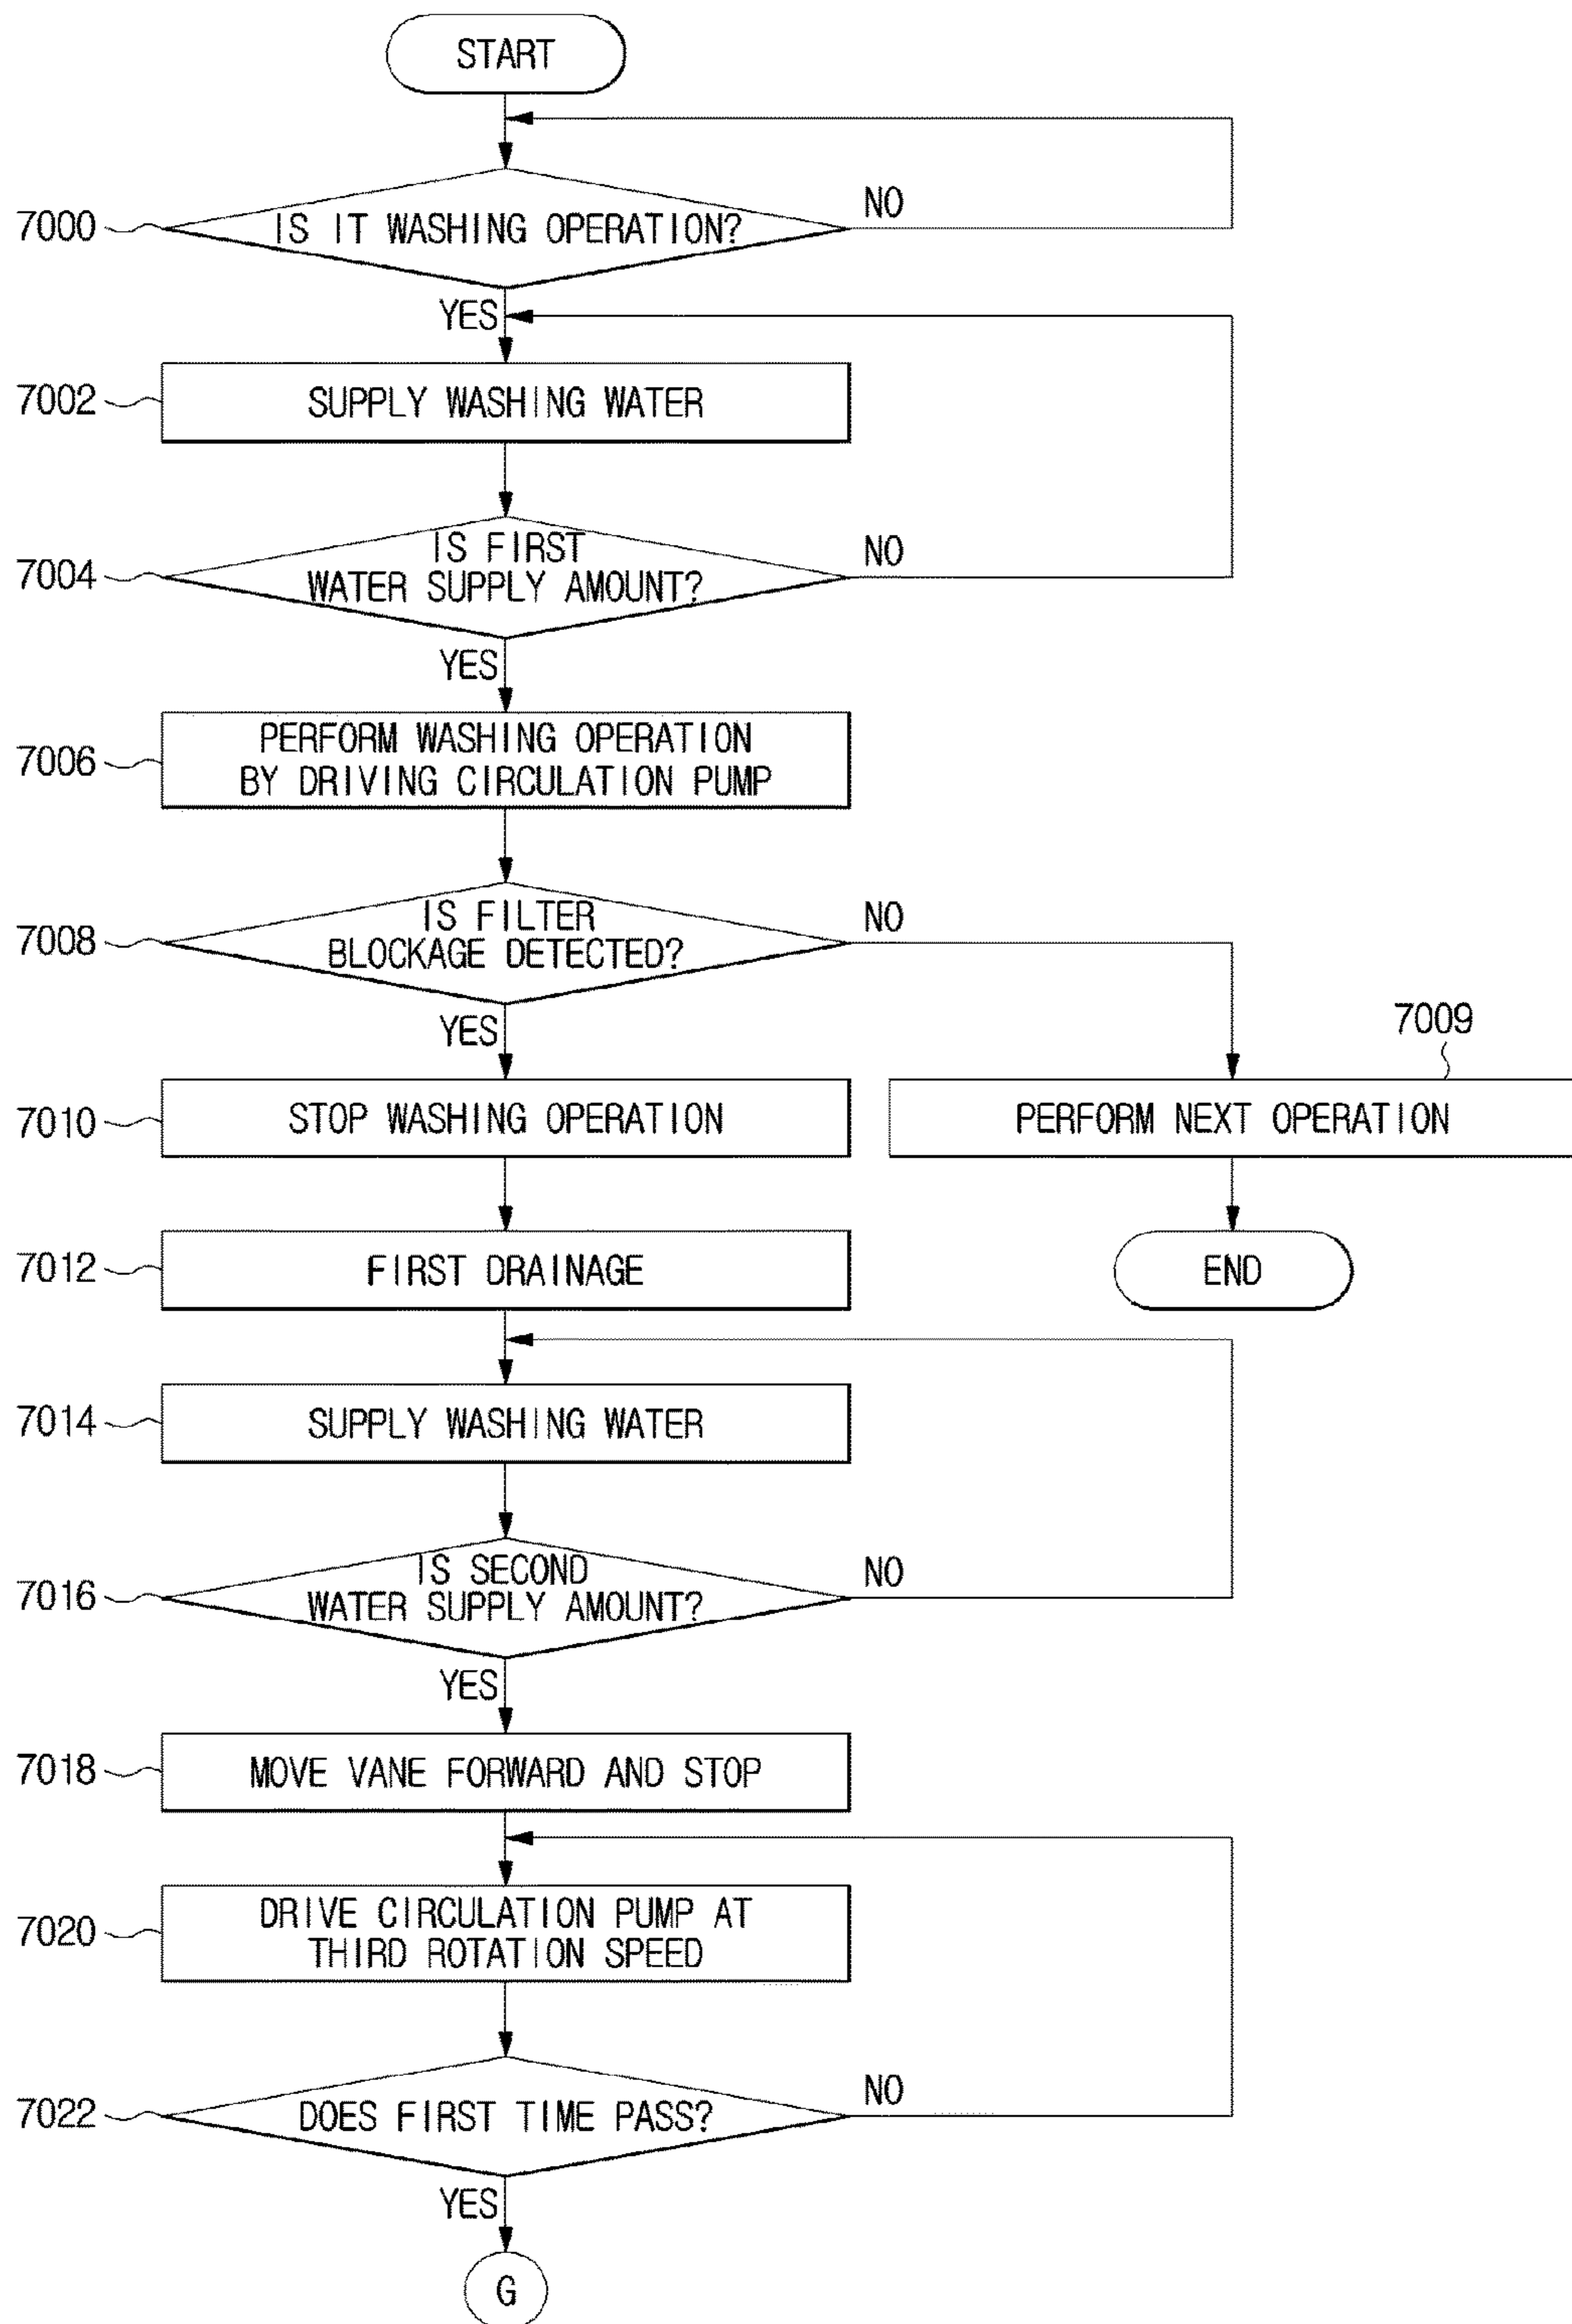 START
NO
7000
IS IT WASHING OPERATION?
YES
7002
SUPPLY WASHING WATER
NO
7004
IS FIRST
WATER SUPPLY AMOUNT?
YES
7006
PERFORM WASHING OPERATION
BY DRIVING CIRCULATION PUMP
NO
7008
IS FILTER
BLOCKAGE DETECTED?
YES
7009
7010
STOP WASHING OPERATION
PERFORM NEXT OPERATION
7012
FIRST DRAINAGE
END
7014
SUPPLY WASHING WATER
NO
7016
IS SECOND
WATER SUPPLY AMOUNT?
YES
7018
MOVE VANE FORWARD AND STOP
7020
DRIVE CIRCULATION PUMP AT
THIRD ROTATION SPEED
NO
7022
DOES FIRST TIME PASS?
YES
G